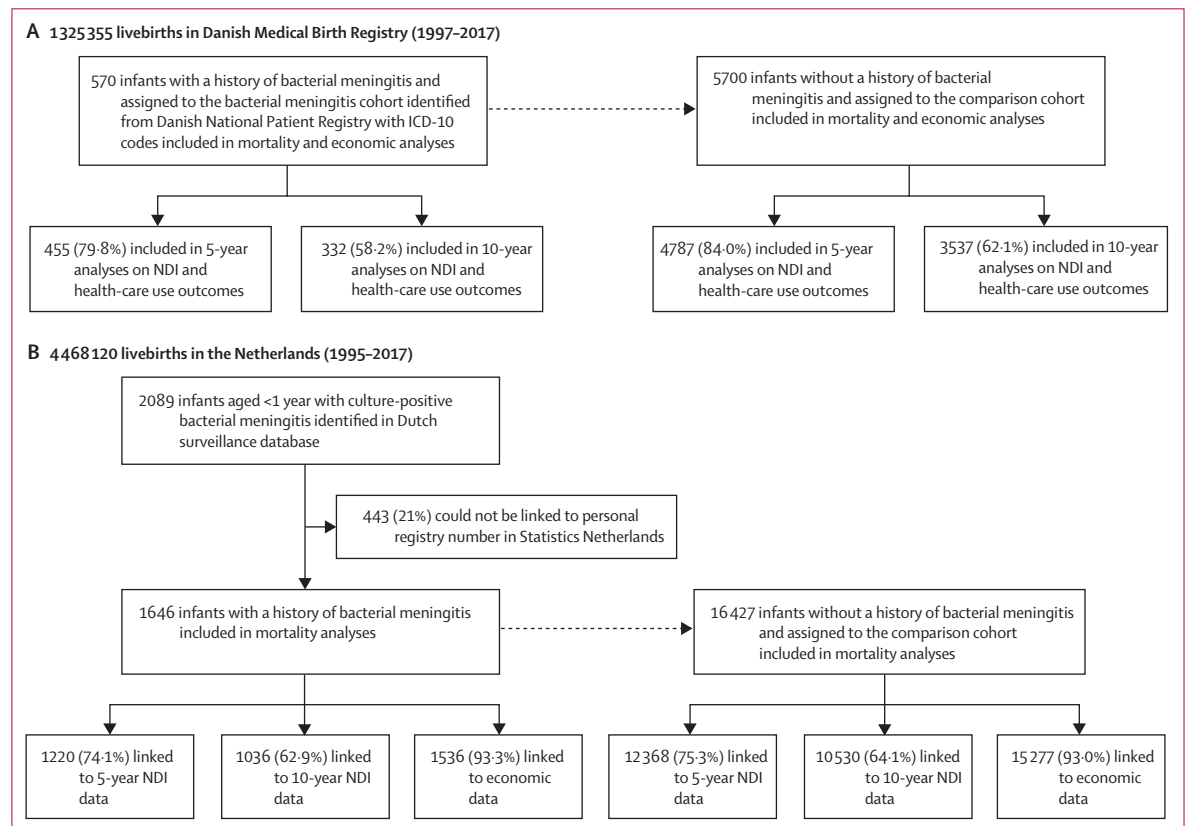 A 1325355 livebirths in Danish Medical Birth Registry (1997–2017)
570 infants with a history of bacterial meningitis and
assigned to the bacterial meningitis cohort identified
from Danish National Patient Registry with ICD-10
codes included in mortality and economic analyses
5700 infants without a history of bacterial
meningitis and assigned to the comparison cohort
included in mortality and economic analyses
455 (79·8%) included in 5-year
analyses on NDI and
health-care use outcomes
332 (58·2%) included in 10-year
analyses on NDI and
health-care use outcomes
4787 (84·0%) included in 5-year
analyses on NDI and
health-care use outcomes
3537 (62·1%) included in 10-year
analyses on NDI and
health-care use outcomes
B 4468120 livebirths in the Netherlands (1995–2017)
2089 infants aged <1 year with culture-positive
bacterial meningitis identified in Dutch
surveillance database
443 (21%) could not be linked to personal
registry number in Statistics Netherlands
1646 infants with a history of bacterial meningitis
included in mortality analyses
16427 infants without a history of bacterial meningitis
and assigned to the comparison cohort
included in mortality analyses
1220 (74·1%) linked
to 5-year NDI
data
1036 (62·9%) linked
to 10-year NDI
data
1536 (93·3%) linked
to economic
data
12368 (75·3%) linked
to 5-year NDI
data
10530 (64·1%) linked
to 10-year NDI
data
15277 (93·0%) linked
to economic
data